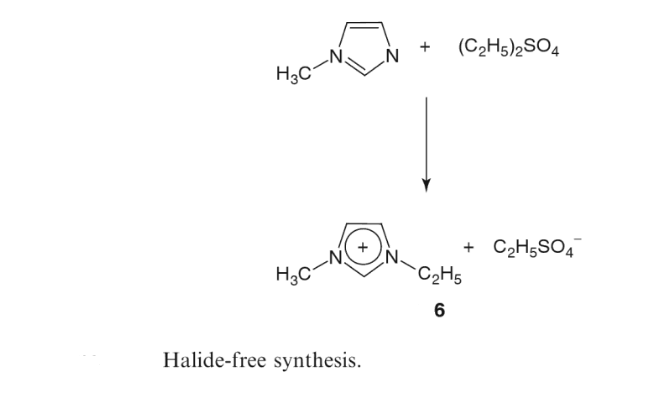 N N + (C₂H₅)₂SO₄
H₃C
+
N N + C₂H₅SO₄⁻
H₃C C₂H₅
6
Halide-free synthesis.